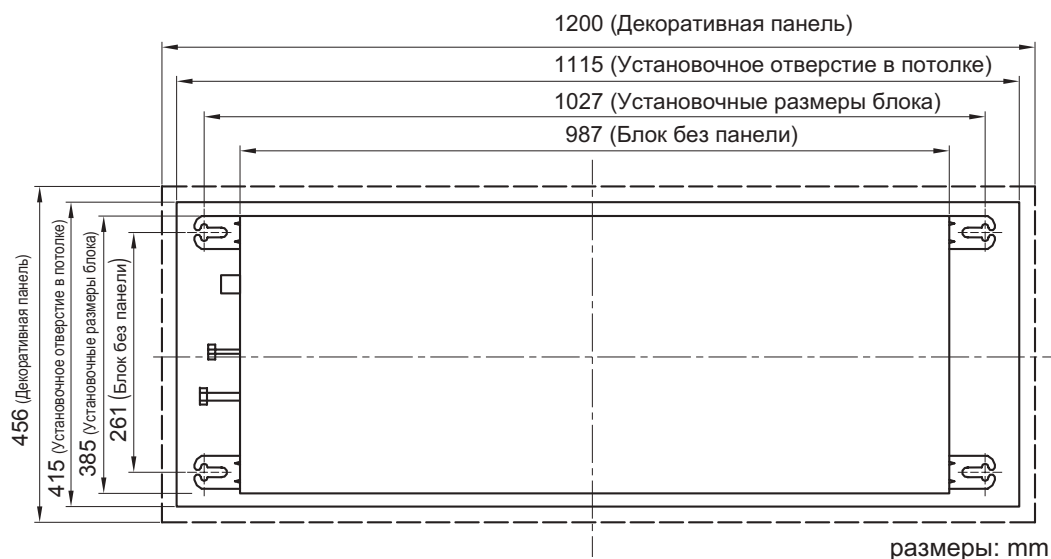 1200 (Декоративная панель)
1115 (Установочное отверстие в потолке)
1027 (Установочные размеры блока)
987 (Блок без панели)
456 (Декоративная панель)
415 (Установочное отверстие в потолке)
385 (Установочные размеры блока)
261 (Блок без панели)
размеры: mm